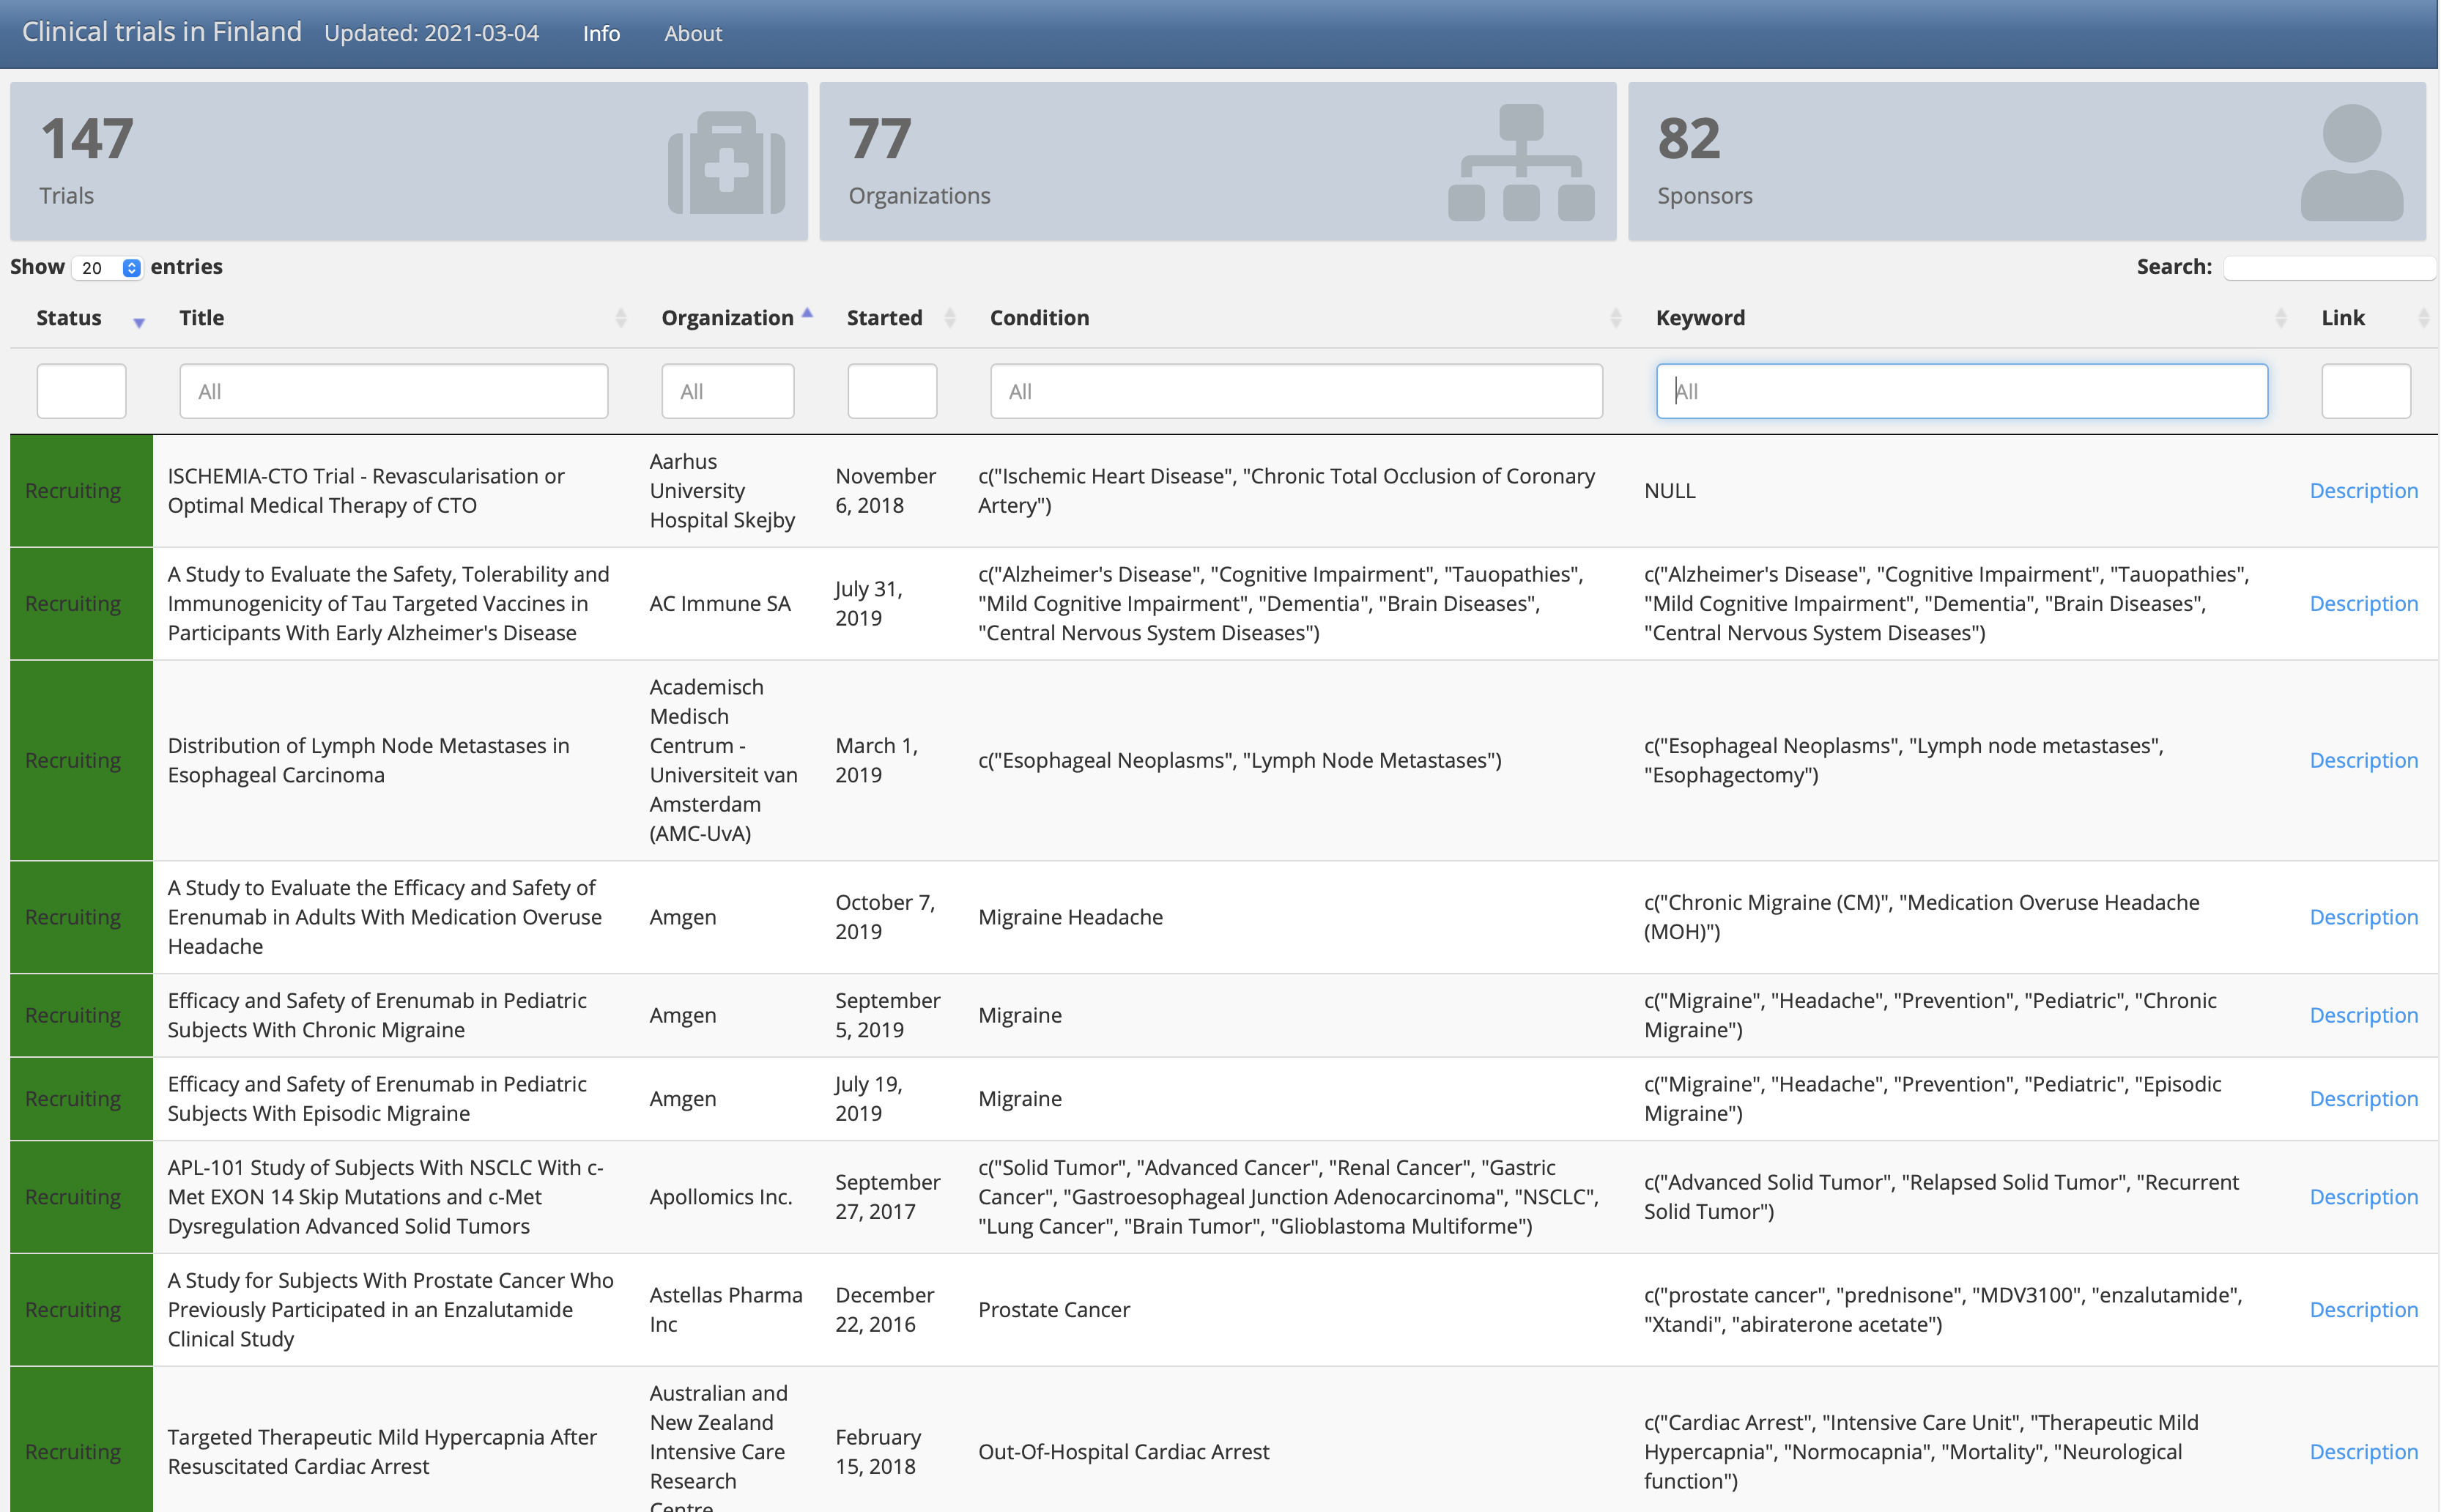 Clinical trials in Finland Updated: 2021-03-04 Info About
147
Trials
77
Organizations
82
Sponsors
Show 20 entries
Search:
Status Title Organization Started Condition Keyword Link
All All All All
Recruiting
ISCHEMIA-CTO Trial - Revascularisation or
Optimal Medical Therapy of CTO
Aarhus
University
Hospital Skejby
November
6, 2018
c("Ischemic Heart Disease", "Chronic Total Occlusion of Coronary
Artery")
NULL
Description
Recruiting
A Study to Evaluate the Safety, Tolerability and
Immunogenicity of Tau Targeted Vaccines in
Participants With Early Alzheimer's Disease
AC Immune SA
July 31,
2019
c("Alzheimer's Disease", "Cognitive Impairment", "Tauopathies",
"Mild Cognitive Impairment", "Dementia", "Brain Diseases",
"Central Nervous System Diseases")
c("Alzheimer's Disease", "Cognitive Impairment", "Tauopathies",
"Mild Cognitive Impairment", "Dementia", "Brain Diseases",
"Central Nervous System Diseases")
Description
Recruiting
Distribution of Lymph Node Metastases in
Esophageal Carcinoma
Academisch
Medisch
Centrum -
Universiteit van
Amsterdam
(AMC-UvA)
March 1,
2019
c("Esophageal Neoplasms", "Lymph Node Metastases")
c("Esophageal Neoplasms", "Lymph node metastases",
"Esophagectomy")
Description
Recruiting
A Study to Evaluate the Efficacy and Safety of
Erenumab in Adults With Medication Overuse
Headache
Amgen
October 7,
2019
Migraine Headache
c("Chronic Migraine (CM)", "Medication Overuse Headache
(MOH)")
Description
Recruiting
Efficacy and Safety of Erenumab in Pediatric
Subjects With Chronic Migraine
Amgen
September
5, 2019
Migraine
c("Migraine", "Headache", "Prevention", "Pediatric", "Chronic
Migraine")
Description
Recruiting
Efficacy and Safety of Erenumab in Pediatric
Subjects With Episodic Migraine
Amgen
July 19,
2019
Migraine
c("Migraine", "Headache", "Prevention", "Pediatric", "Episodic
Migraine")
Description
Recruiting
APL-101 Study of Subjects With NSCLC With c-
Met EXON 14 Skip Mutations and c-Met
Dysregulation Advanced Solid Tumors
Apollomics Inc.
September
27, 2017
c("Solid Tumor", "Advanced Cancer", "Renal Cancer", "Gastric
Cancer", "Gastroesophageal Junction Adenocarcinoma", "NSCLC",
"Lung Cancer", "Brain Tumor", "Glioblastoma Multiforme")
c("Advanced Solid Tumor", "Relapsed Solid Tumor", "Recurrent
Solid Tumor")
Description
Recruiting
A Study for Subjects With Prostate Cancer Who
Previously Participated in an Enzalutamide
Clinical Study
Astellas Pharma
Inc
December
22, 2016
Prostate Cancer
c("prostate cancer", "prednisone", "MDV3100", "enzalutamide",
"Xtandi", "abiraterone acetate")
Description
Recruiting
Targeted Therapeutic Mild Hypercapnia After
Resuscitated Cardiac Arrest
Australian and
New Zealand
Intensive Care
Research
Centre
February
15, 2018
Out-Of-Hospital Cardiac Arrest
c("Cardiac Arrest", "Intensive Care Unit", "Therapeutic Mild
Hypercapnia", "Normocapnia", "Mortality", "Neurological
function")
Description